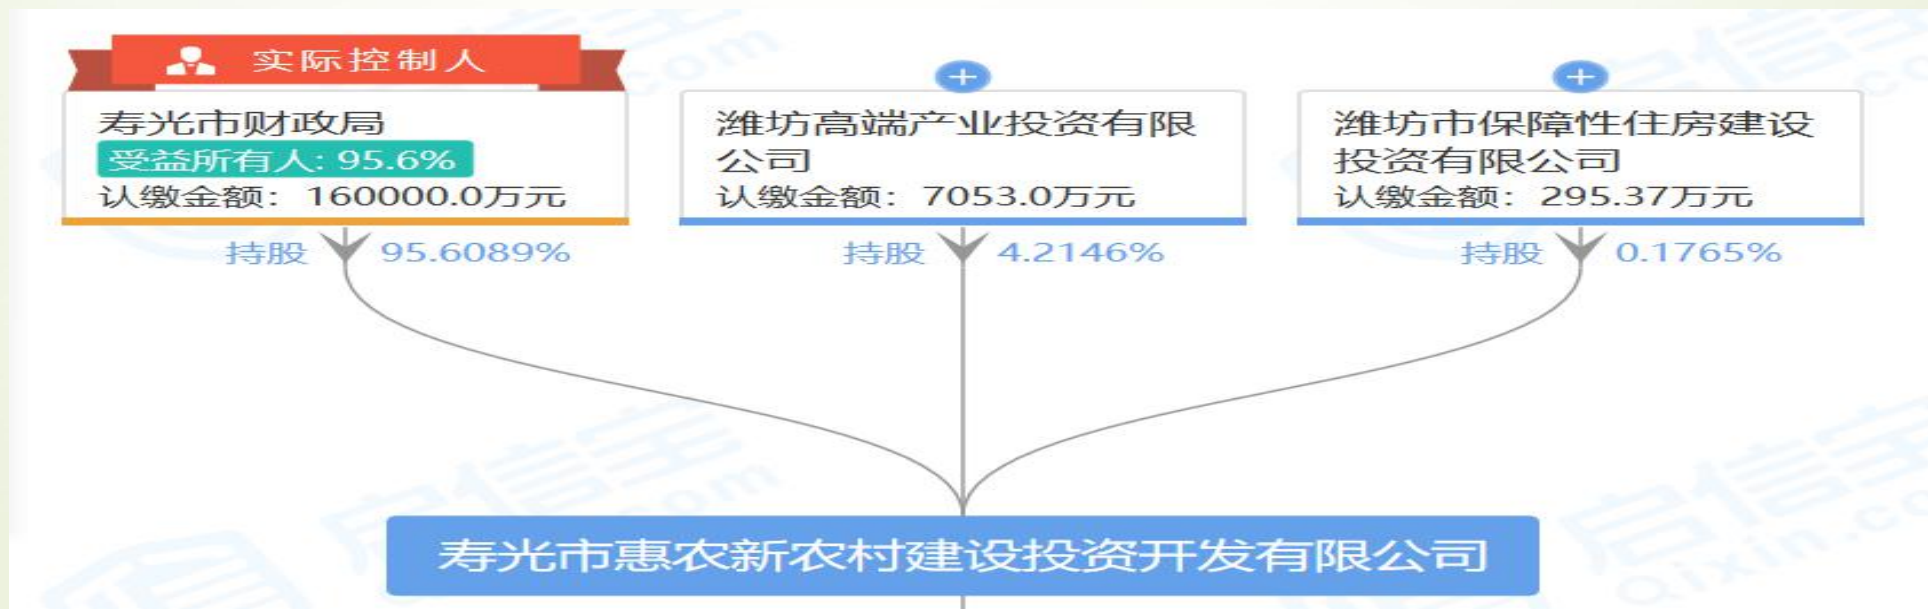 实际控制人
寿光市财政局
受益所有人: 95.6%
认缴金额：160000.0万元
持股 95.6089%
潍坊高端产业投资有限
公司
认缴金额：7053.0万元
持股 4.2146%
潍坊市保障性住房建设
投资有限公司
认缴金额：295.37万元
持股 0.1765%
寿光市惠农新农村建设投资开发有限公司
启信宝
Qixin.com